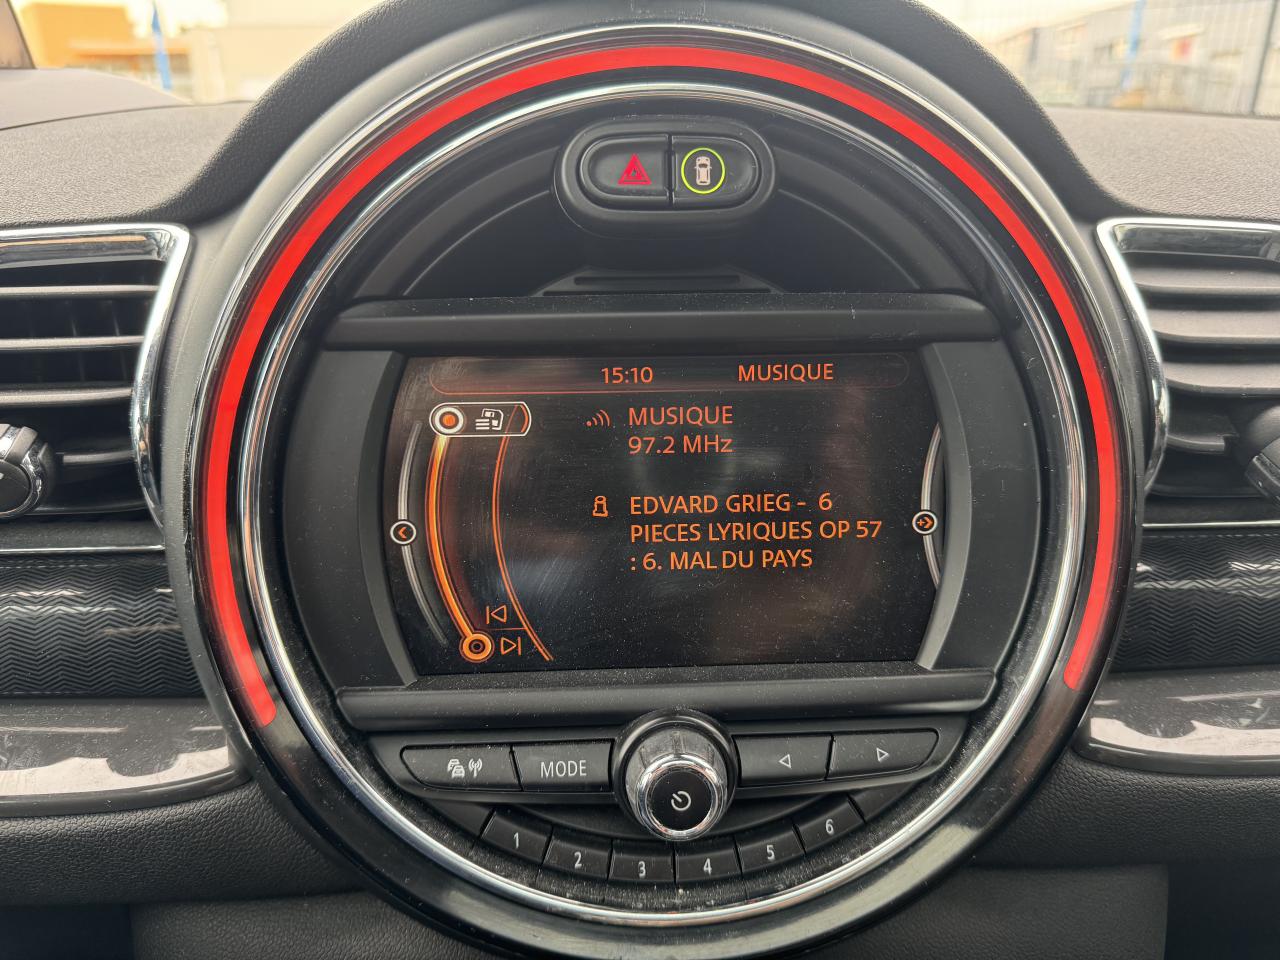 15:10 MUSIQUE
MUSIQUE
97.2 MHz
EDVARD GRIEG - 6
PIECES LYRIQUES OP 57
: 6. MAL DU PAYS
MODE
1 2 3 4 5 6